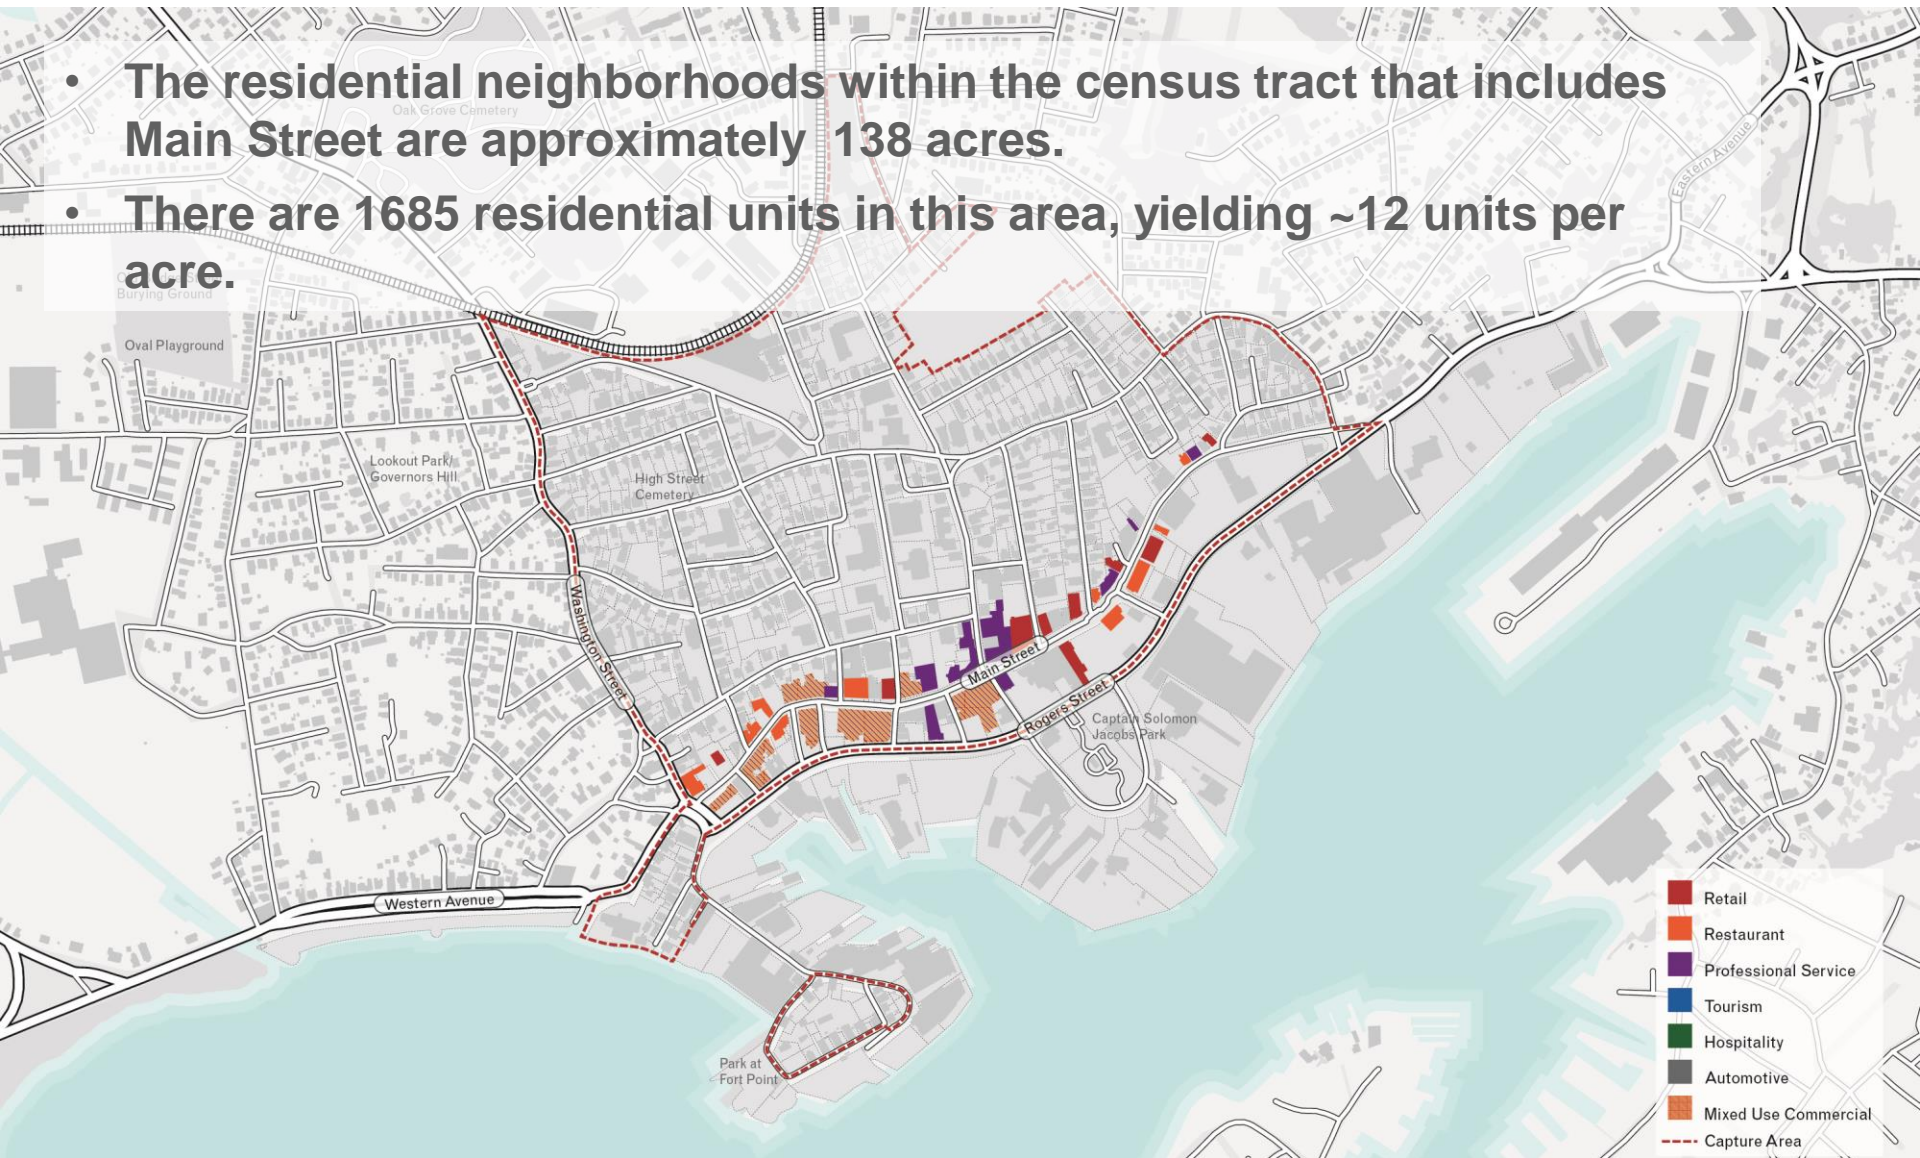 • The residential neighborhoods within the census tract that includes
Main Street are approximately 138 acres.
• There are 1685 residential units in this area, yielding ~12 units per
acre.
Oak Grove Cemetery
Burying Ground
Eastern Avenue
Oval Playground
Lookout Park/
Governors Hill
High Street
Cemetery
Washington Street
Main Street
Rogers Street
Captain Solomon
Jacobs Park
Western Avenue
Park at
Fort Point
Retail
Restaurant
Professional Service
Tourism
Hospitality
Automotive
Mixed Use Commercial
Capture Area